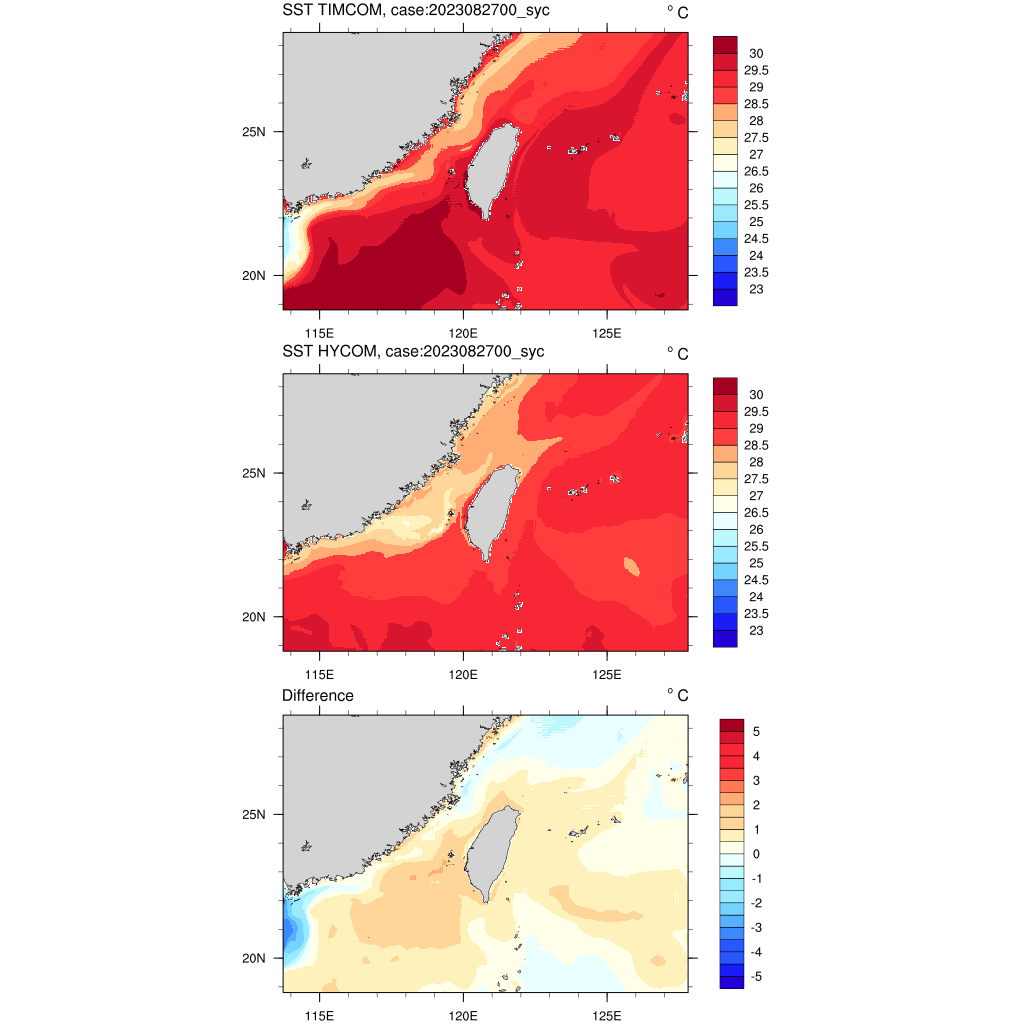 SST TIMCOM, case:2023082700_syc
° C
30
29.5
29
28.5
28
27.5
27
26.5
26
25.5
25
24.5
24
23.5
23
25N
20N
115E
120E
125E
SST HYCOM, case:2023082700_syc
° C
30
29.5
29
28.5
28
27.5
27
26.5
26
25.5
25
24.5
24
23.5
23
25N
20N
115E
120E
125E
Difference
° C
5
4
3
2
1
0
-1
-2
-3
-4
-5
25N
20N
115E
120E
125E